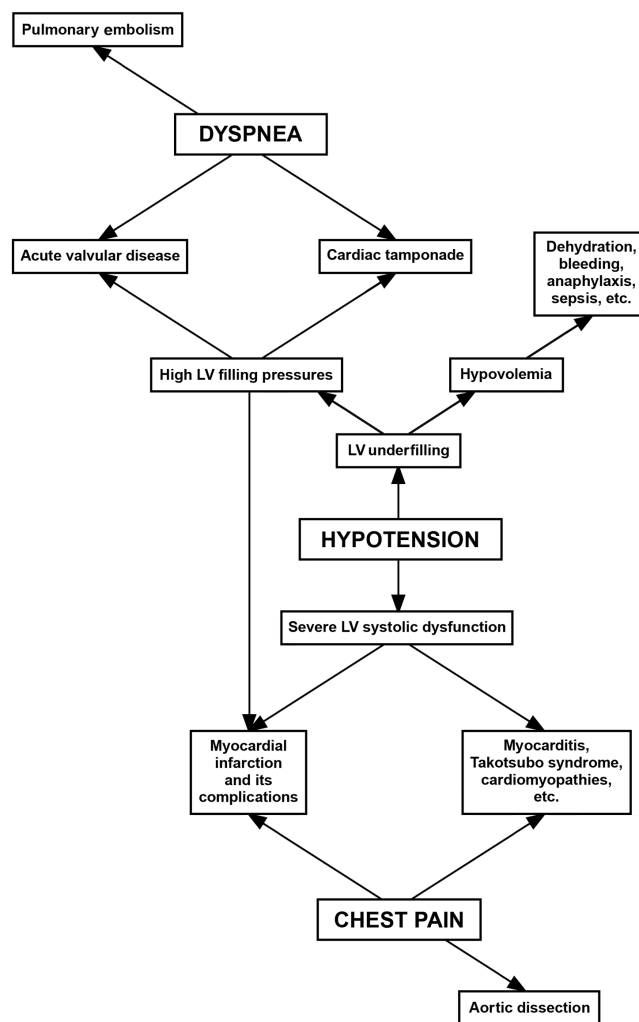 Pulmonary embolism
DYSPNEA
Acute valvular disease
Cardiac tamponade
Dehydration,
bleeding,
anaphylaxis,
sepsis, etc.
High LV filling pressures
Hypovolemia
LV underfilling
HYPOTENSION
Severe LV systolic dysfunction
Myocardial
infarction
and its
complications
Myocarditis,
Takotsubo syndrome,
cardiomyopathies,
etc.
CHEST PAIN
Aortic dissection